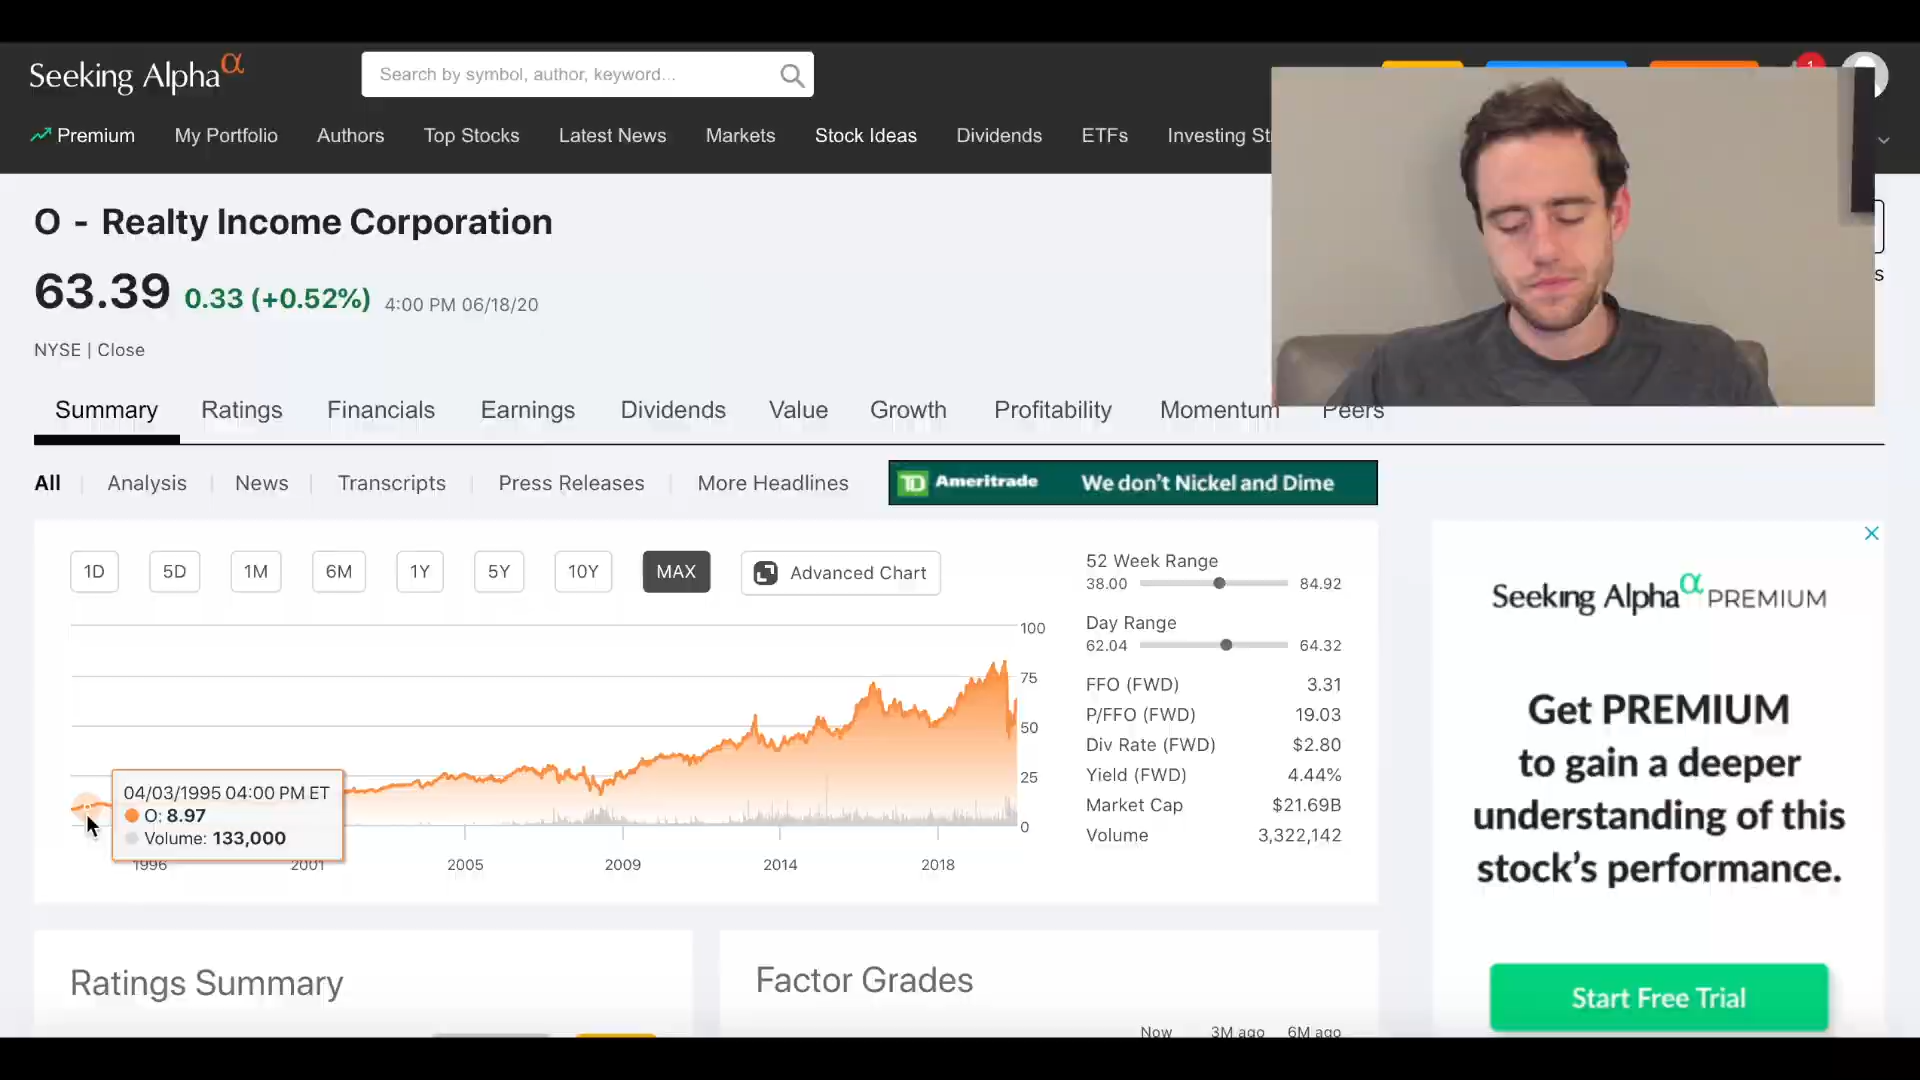 Seeking Alpha α
Search by symbol, author, keyword...
1
Premium My Portfolio Authors Top Stocks Latest News Markets Stock Ideas Dividends ETFs Investing St
O - Realty Income Corporation
63.39 0.33 (+0.52%) 4:00 PM 06/18/20
s
NYSE | Close
Summary Ratings Financials Earnings Dividends Value Growth Profitability Momentum Peers
All Analysis News Transcripts Press Releases More Headlines
TD Ameritrade We don't Nickel and Dime
1D 5D 1M 6M 1Y 5Y 10Y MAX Advanced Chart
100
75
50
25
0
04/03/1995 04:00 PM ET
O: 8.97
Volume: 133,000
1996 2001 2005 2009 2014 2018
52 Week Range
38.00 84.92
Day Range
62.04 64.32
FFO (FWD) 3.31
P/FFO (FWD) 19.03
Div Rate (FWD) $2.80
Yield (FWD) 4.44%
Market Cap $21.69B
Volume 3,322,142
Seeking Alpha α PREMIUM
Get PREMIUM
to gain a deeper
understanding of this
stock's performance.
Start Free Trial
Ratings Summary
Factor Grades
Now 3M ago 6M ago